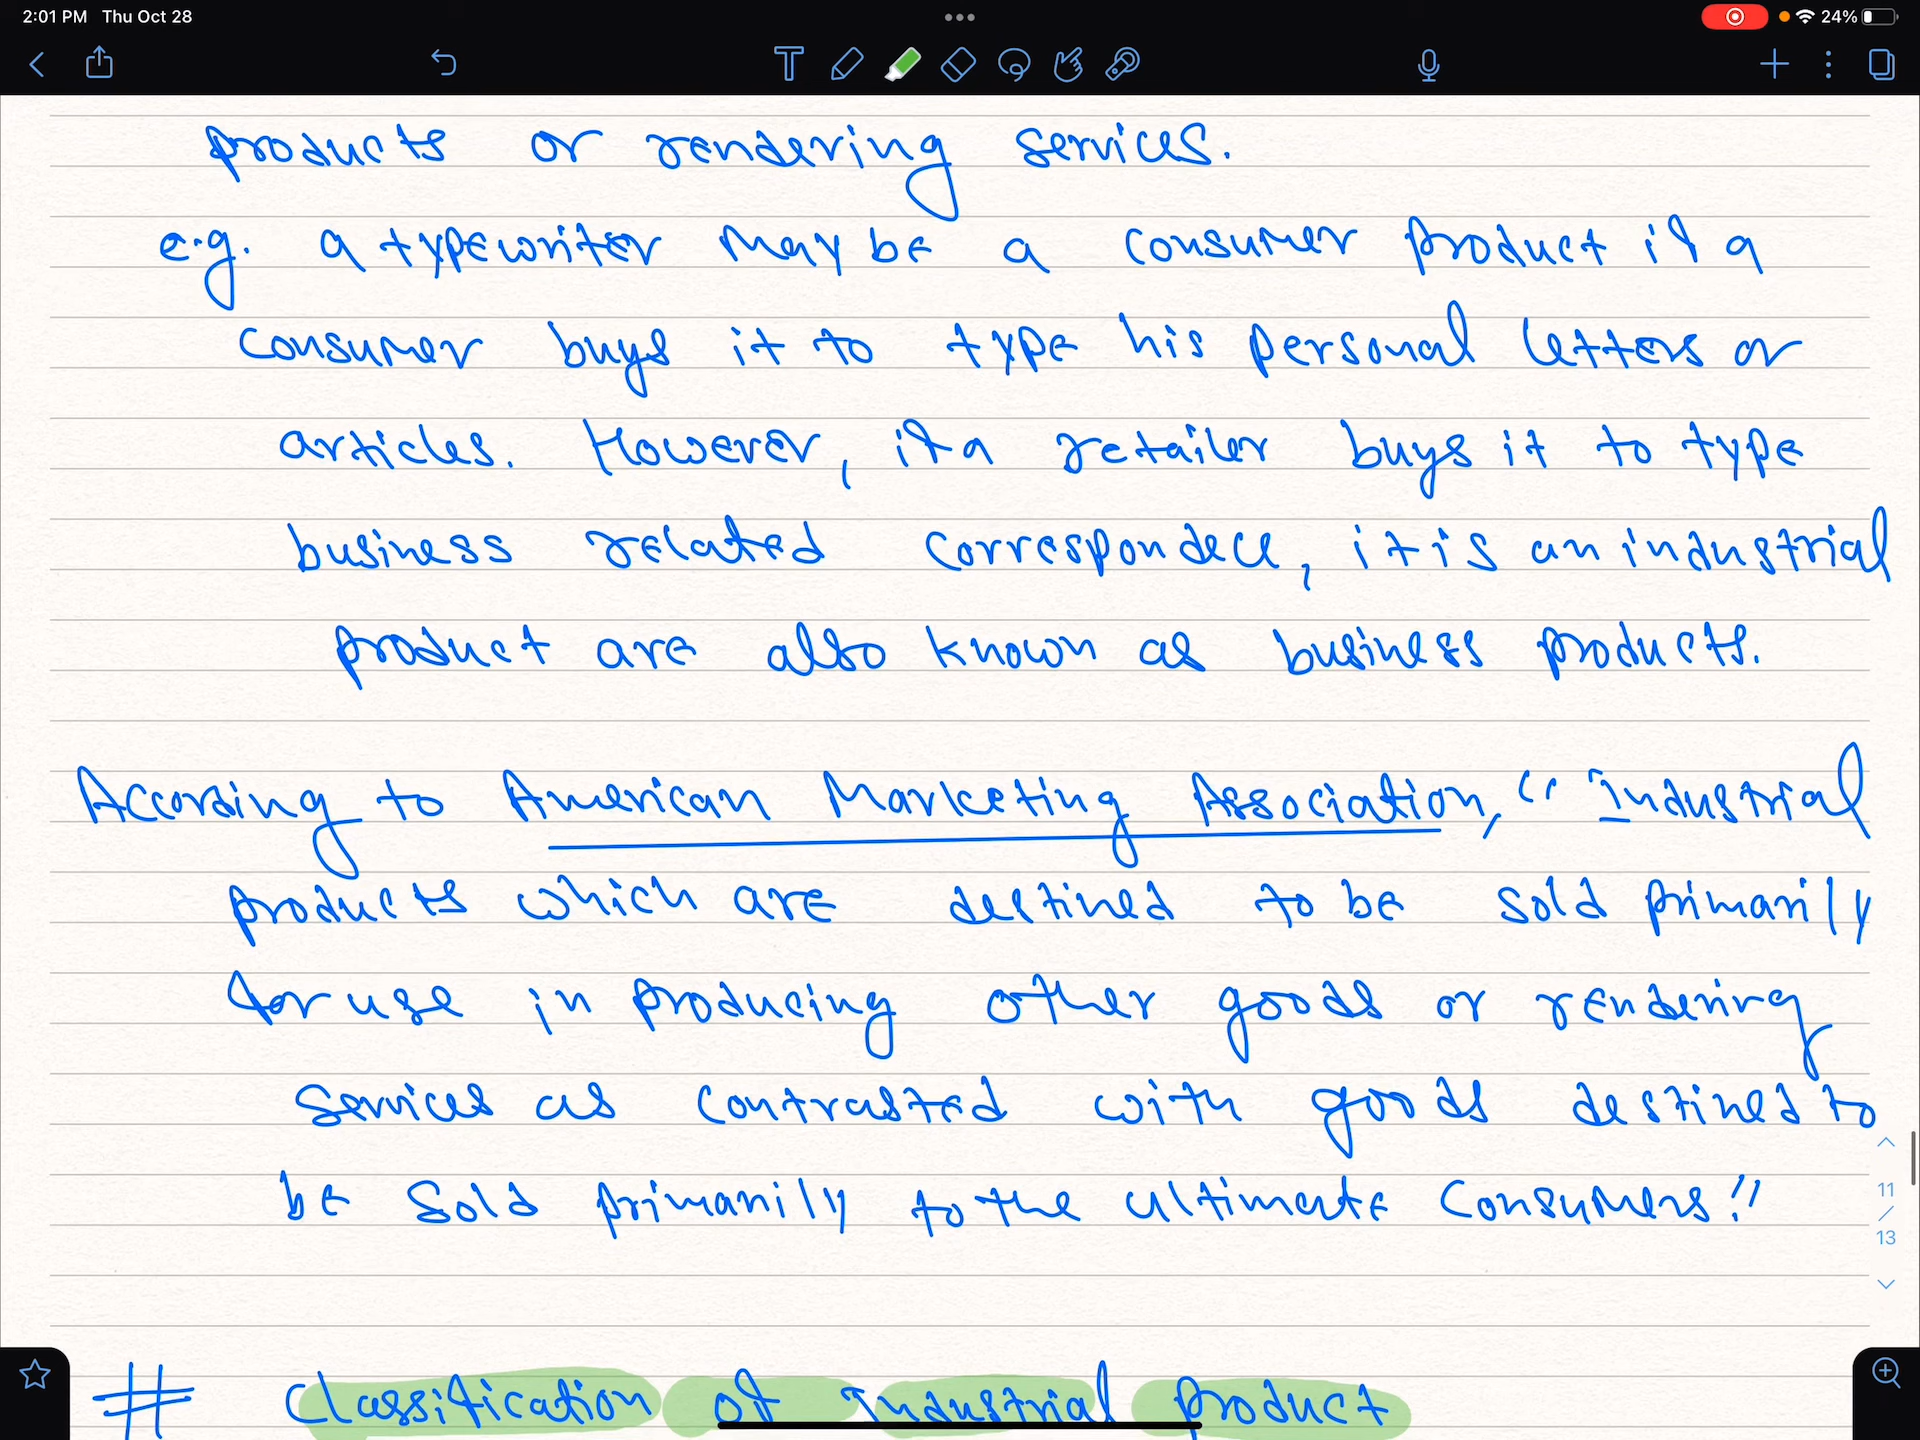 2:01 PM Thu Oct 28
24%
products or rendering services.
e.g. a typewriter may be a consumer product if a
consumer buys it to type his personal letters or
articles. However, if a retailer buys it to type
business related correspondece, it is an industrial
product are also known as business products.
According to American Marketing Association, "industrial
products which are destined to be sold primarily
for use in producing other goods or rendering
services as contrasted with goods destined to
be sold primarily to the ultimate consumers."
11
/
13
# Classification of Industrial product